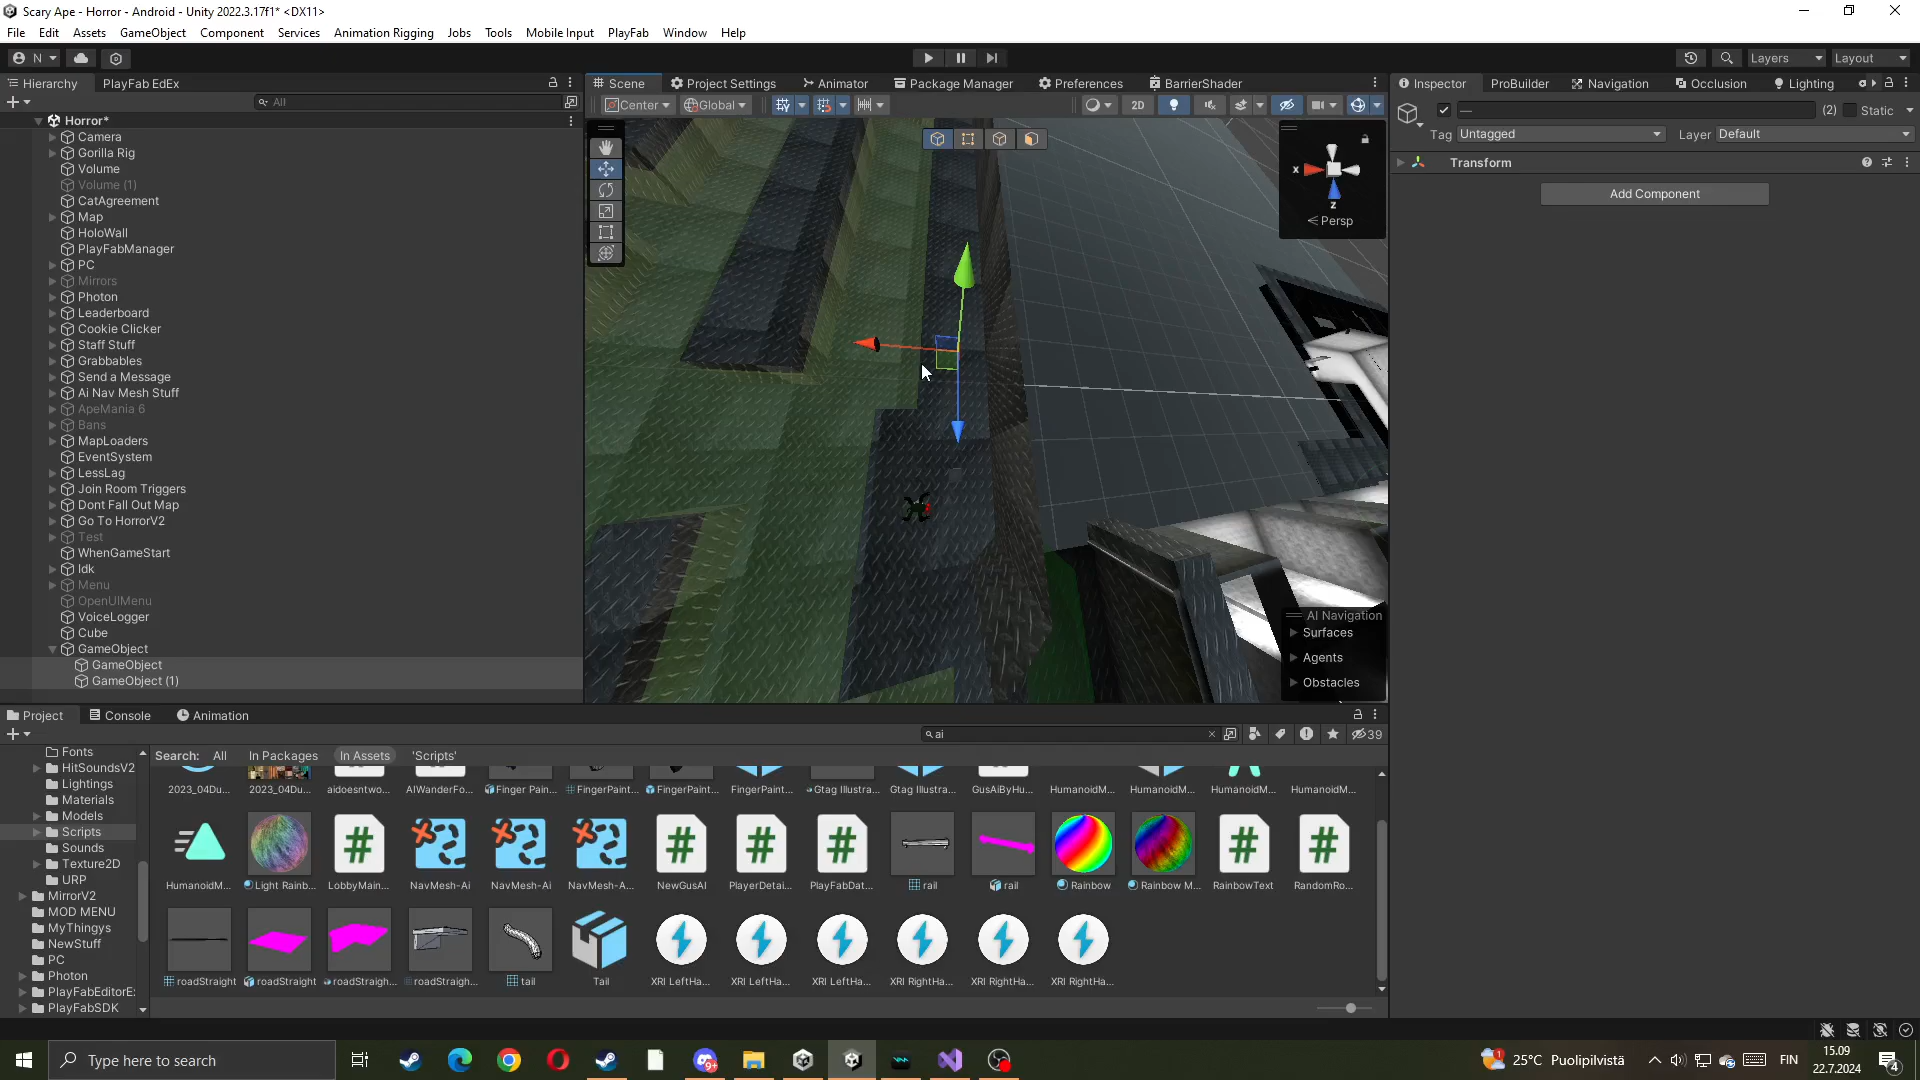 Scary Ape - Horror - Android - Unity 2022.3.17f1* <DX11>
File Edit Assets GameObject Component Services Animation Rigging Jobs Tools Mobile Input PlayFab Window Help
N Layers Layout
Hierarchy PlayFab EdEx Scene Project Settings Animator Package Manager Preferences BarrierShader Inspector ProBuilder Navigation Occlusion Lighting
All Center Global 2D — (2) Static
Horror*
Tag Untagged Layer Default
Camera
Gorilla Rig
Volume
Volume (1)
CatAgreement
Map
HoloWall
PlayFabManager
PC
Mirrors
Photon
Leaderboard
Cookie Clicker
Staff Stuff
Grabbables
Send a Message
Ai Nav Mesh Stuff
ApeMania 6
Bans
MapLoaders
EventSystem
LessLag
Join Room Triggers
Dont Fall Out Map
Go To HorrorV2
Test
WhenGameStart
Idk
Menu
OpenUIMenu
VoiceLogger
Cube
GameObject
GameObject
GameObject (1)
x
z
Persp
AI Navigation
Surfaces
Agents
Obstacles
Transform
Add Component
Project Console Animation
ai 39
Fonts
HitSoundsV2
Lightings
Materials
Models
Scripts
Sounds
Texture2D
URP
MirrorV2
MOD MENU
MyThingys
NewStuff
PC
Photon
PlayFabEditorE:
PlayFabSDK
Search: All In Packages In Assets 'Scripts'
2023_04Du... 2023_04Du... aidoesntwo... AIWanderFo... Finger Pain... FingerPaint... FingerPaint... FingerPaint... Gtag Illustra... Gtag Illustra... GusAiByHu... HumanoidM... HumanoidM... HumanoidM... HumanoidM...
HumanoidM... Light Rainb... LobbyMain... NavMesh-Ai NavMesh-Ai NavMesh-A... NewGusAI PlayerDetai... PlayFabDat... rail rail Rainbow Rainbow M... RainbowText RandomRo...
roadStraight roadStraight roadStraigh... roadStraigh... tail Tail XRI LeftHa... XRI LeftHa... XRI LeftHa... XRI RightHa... XRI RightHa... XRI RightHa...
Type here to search 9+ 25°C Puolipilvistä FIN 15.09
22.7.2024 4